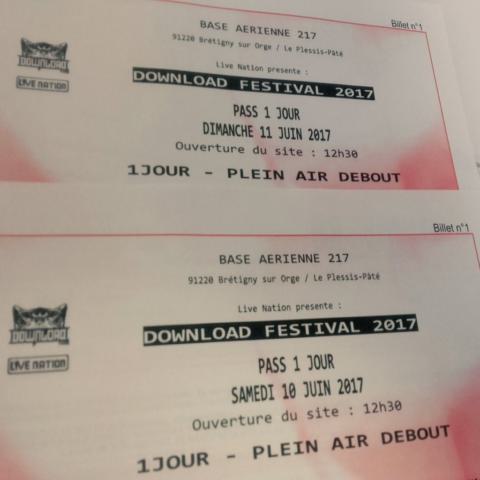 Billet n°1
BASE AERIENNE 217
91220 Brétigny sur Orge / Le Plessis-Pâté
Live Nation presente :
DOWNLOAD FESTIVAL 2017
DOWNLOAD
LIVE NATION
PASS 1 JOUR
DIMANCHE 11 JUIN 2017
Ouverture du site : 12h30
1JOUR - PLEIN AIR DEBOUT
Billet n°1
BASE AERIENNE 217
91220 Brétigny sur Orge / Le Plessis-Pâté
Live Nation presente :
DOWNLOAD FESTIVAL 2017
DOWNLOAD
LIVE NATION
PASS 1 JOUR
SAMEDI 10 JUIN 2017
Ouverture du site : 12h30
1JOUR - PLEIN AIR DEBOUT